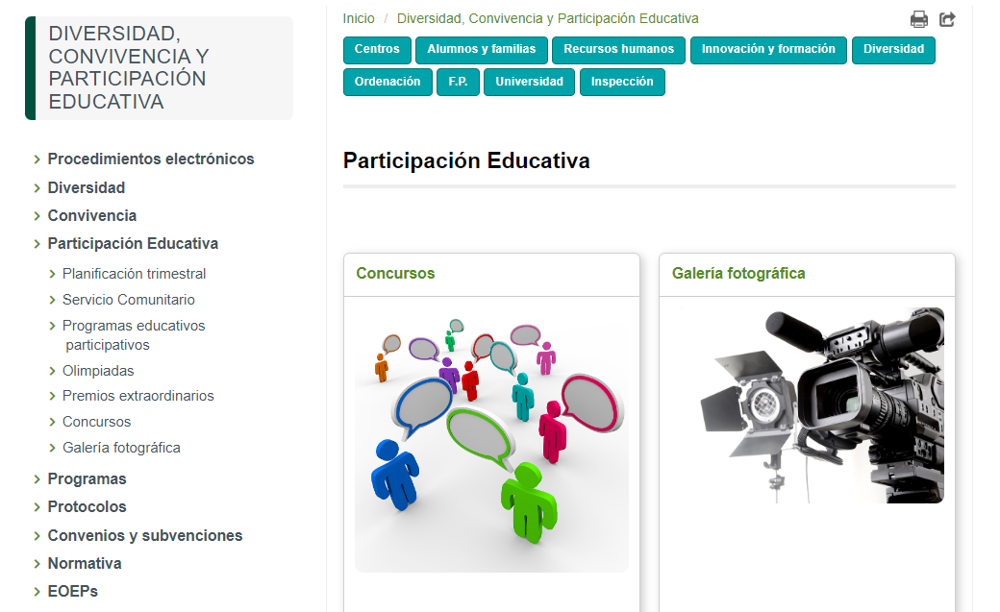 DIVERSIDAD,
CONVIVENCIA Y
PARTICIPACIÓN
EDUCATIVA
Procedimientos electrónicos
Diversidad
Convivencia
Participación Educativa
Planificación trimestral
Servicio Comunitario
Programas educativos
participativos
Olimpiadas
Premios extraordinarios
Concursos
Galería fotográfica
Programas
Protocolos
Convenios y subvenciones
Normativa
EOEPs
Inicio / Diversidad, Convivencia y Participación Educativa
Centros Alumnos y familias Recursos humanos Innovación y formación Diversidad
Ordenación F.P. Universidad Inspección
Participación Educativa
Concursos
Galería fotográfica